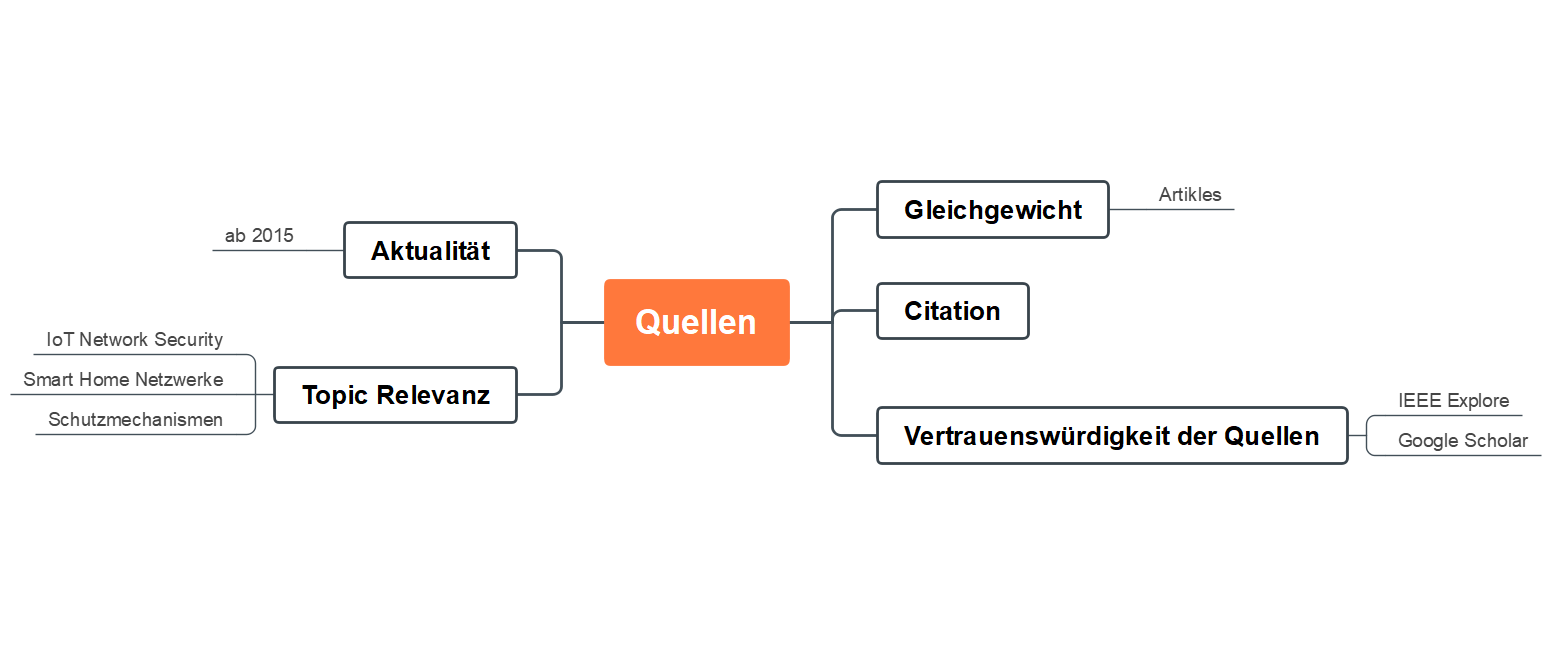 Quellen
Gleichgewicht
Artikles
Citation
Vertrauenswürdigkeit der Quellen
IEEE Explore
Google Scholar
Aktualität
ab 2015
Topic Relevanz
IoT Network Security
Smart Home Netzwerke
Schutzmechanismen